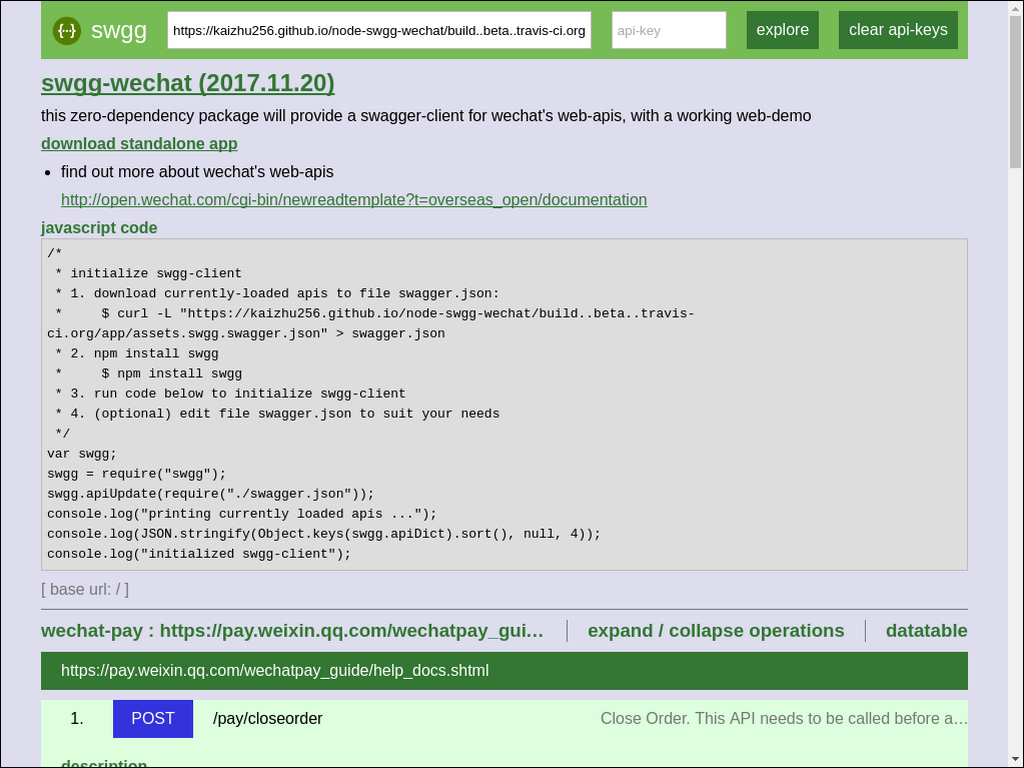 {··} swgg https://kaizhu256.github.io/node-swgg-wechat/build..beta..travis-ci.org api-key explore clear api-keys
swgg-wechat (2017.11.20)
this zero-dependency package will provide a swagger-client for wechat's web-apis, with a working web-demo
download standalone app
• find out more about wechat's web-apis
http://open.wechat.com/cgi-bin/newreadtemplate?t=overseas_open/documentation
javascript code
/*
 * initialize swgg-client
 * 1. download currently-loaded apis to file swagger.json:
 *     $ curl -L "https://kaizhu256.github.io/node-swgg-wechat/build..beta..travis-
ci.org/app/assets.swgg.swagger.json" > swagger.json
 * 2. npm install swgg
 *     $ npm install swgg
 * 3. run code below to initialize swgg-client
 * 4. (optional) edit file swagger.json to suit your needs
 */
var swgg;
swgg = require("swgg");
swgg.apiUpdate(require("./swagger.json"));
console.log("printing currently loaded apis ...");
console.log(JSON.stringify(Object.keys(swgg.apiDict).sort(), null, 4));
console.log("initialized swgg-client");
[ base url: / ]
wechat-pay : https://pay.weixin.qq.com/wechatpay_gui… expand / collapse operations datatable
https://pay.weixin.qq.com/wechatpay_guide/help_docs.shtml
1. POST /pay/closeorder Close Order. This API needs to be called before a…
description